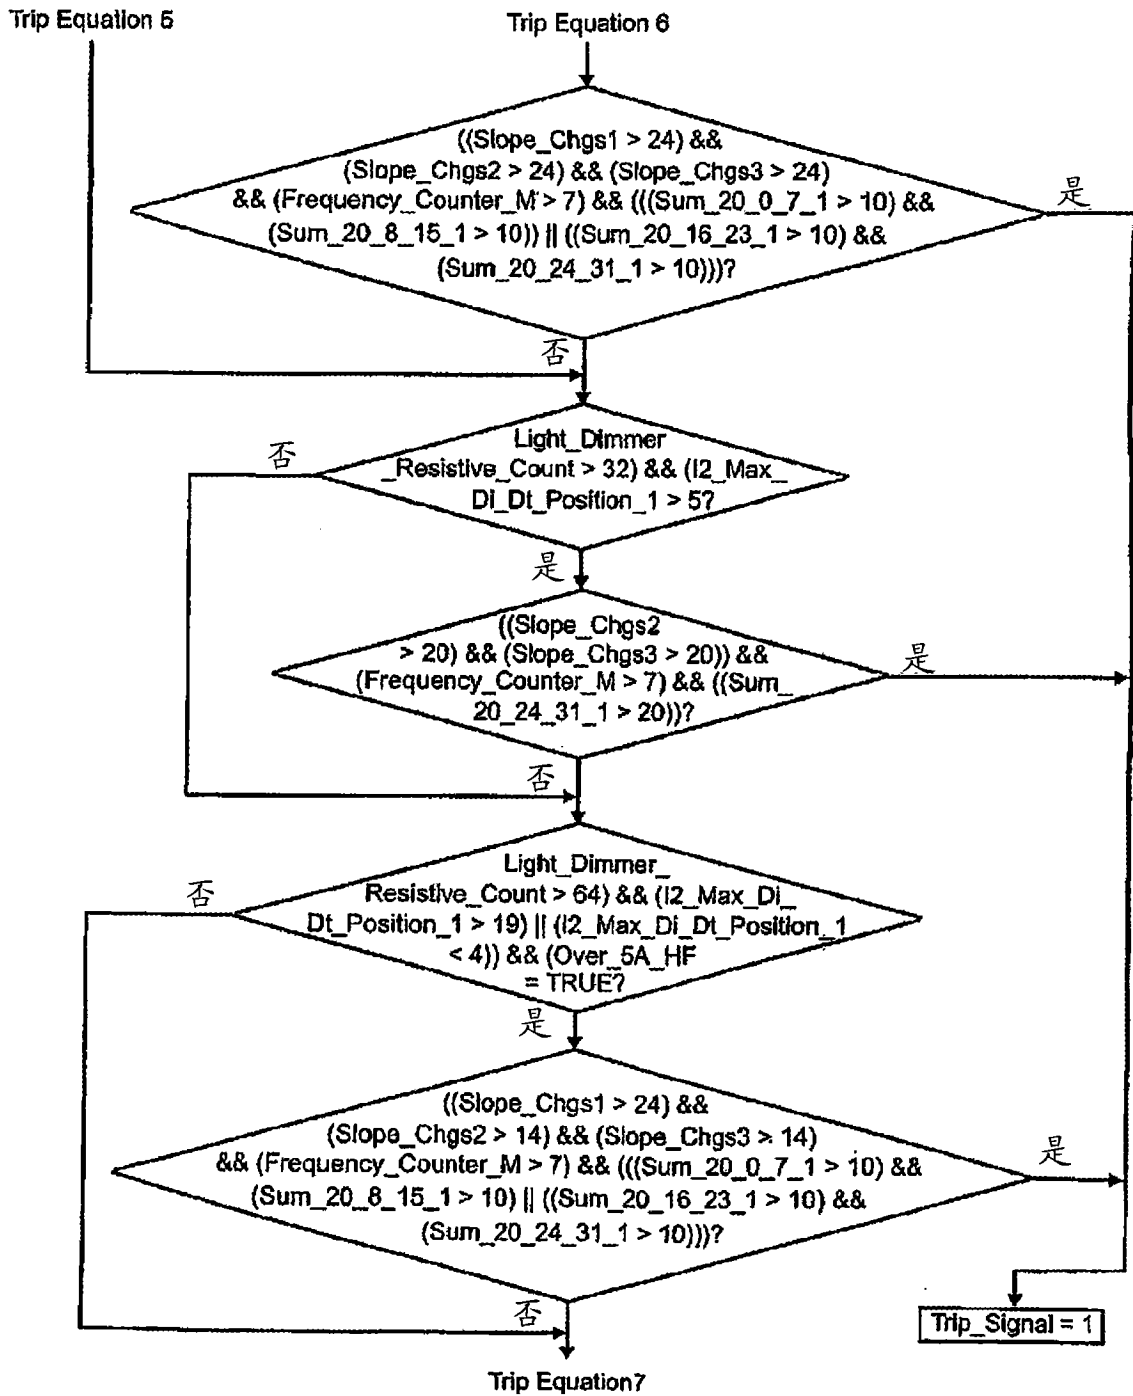 Trip Equation 5
Trip Equation 6
((Slope_Chgs1 > 24) &&
(Slope_Chgs2 > 24) && (Slope_Chgs3 > 24)
&& (Frequency_Counter_M > 7) && (((Sum_20_0_7_1 > 10) &&
(Sum_20_8_15_1 > 10)) || ((Sum_20_16_23_1 > 10) &&
(Sum_20_24_31_1 > 10)))?
是
否
Light_Dimmer
_Resistive_Count > 32) && (I2_Max_
Di_Dt_Position_1 > 5?
否
是
((Slope_Chgs2
> 20) && (Slope_Chgs3 > 20)) &&
(Frequency_Counter_M > 7) && ((Sum_
20_24_31_1 > 20))?
是
否
Light_Dimmer_
Resistive_Count > 64) && (I2_Max_Di_
Dt_Position_1 > 19) || (I2_Max_Di_Dt_Position_1
< 4)) && (Over_5A_HF
= TRUE?
否
是
((Slope_Chgs1 > 24) &&
(Slope_Chgs2 > 14) && (Slope_Chgs3 > 14)
&& (Frequency_Counter_M > 7) && (((Sum_20_0_7_1 > 10) &&
(Sum_20_8_15_1 > 10) || ((Sum_20_16_23_1 > 10) &&
(Sum_20_24_31_1 > 10)))?
是
否
Trip_Signal = 1
Trip Equation7